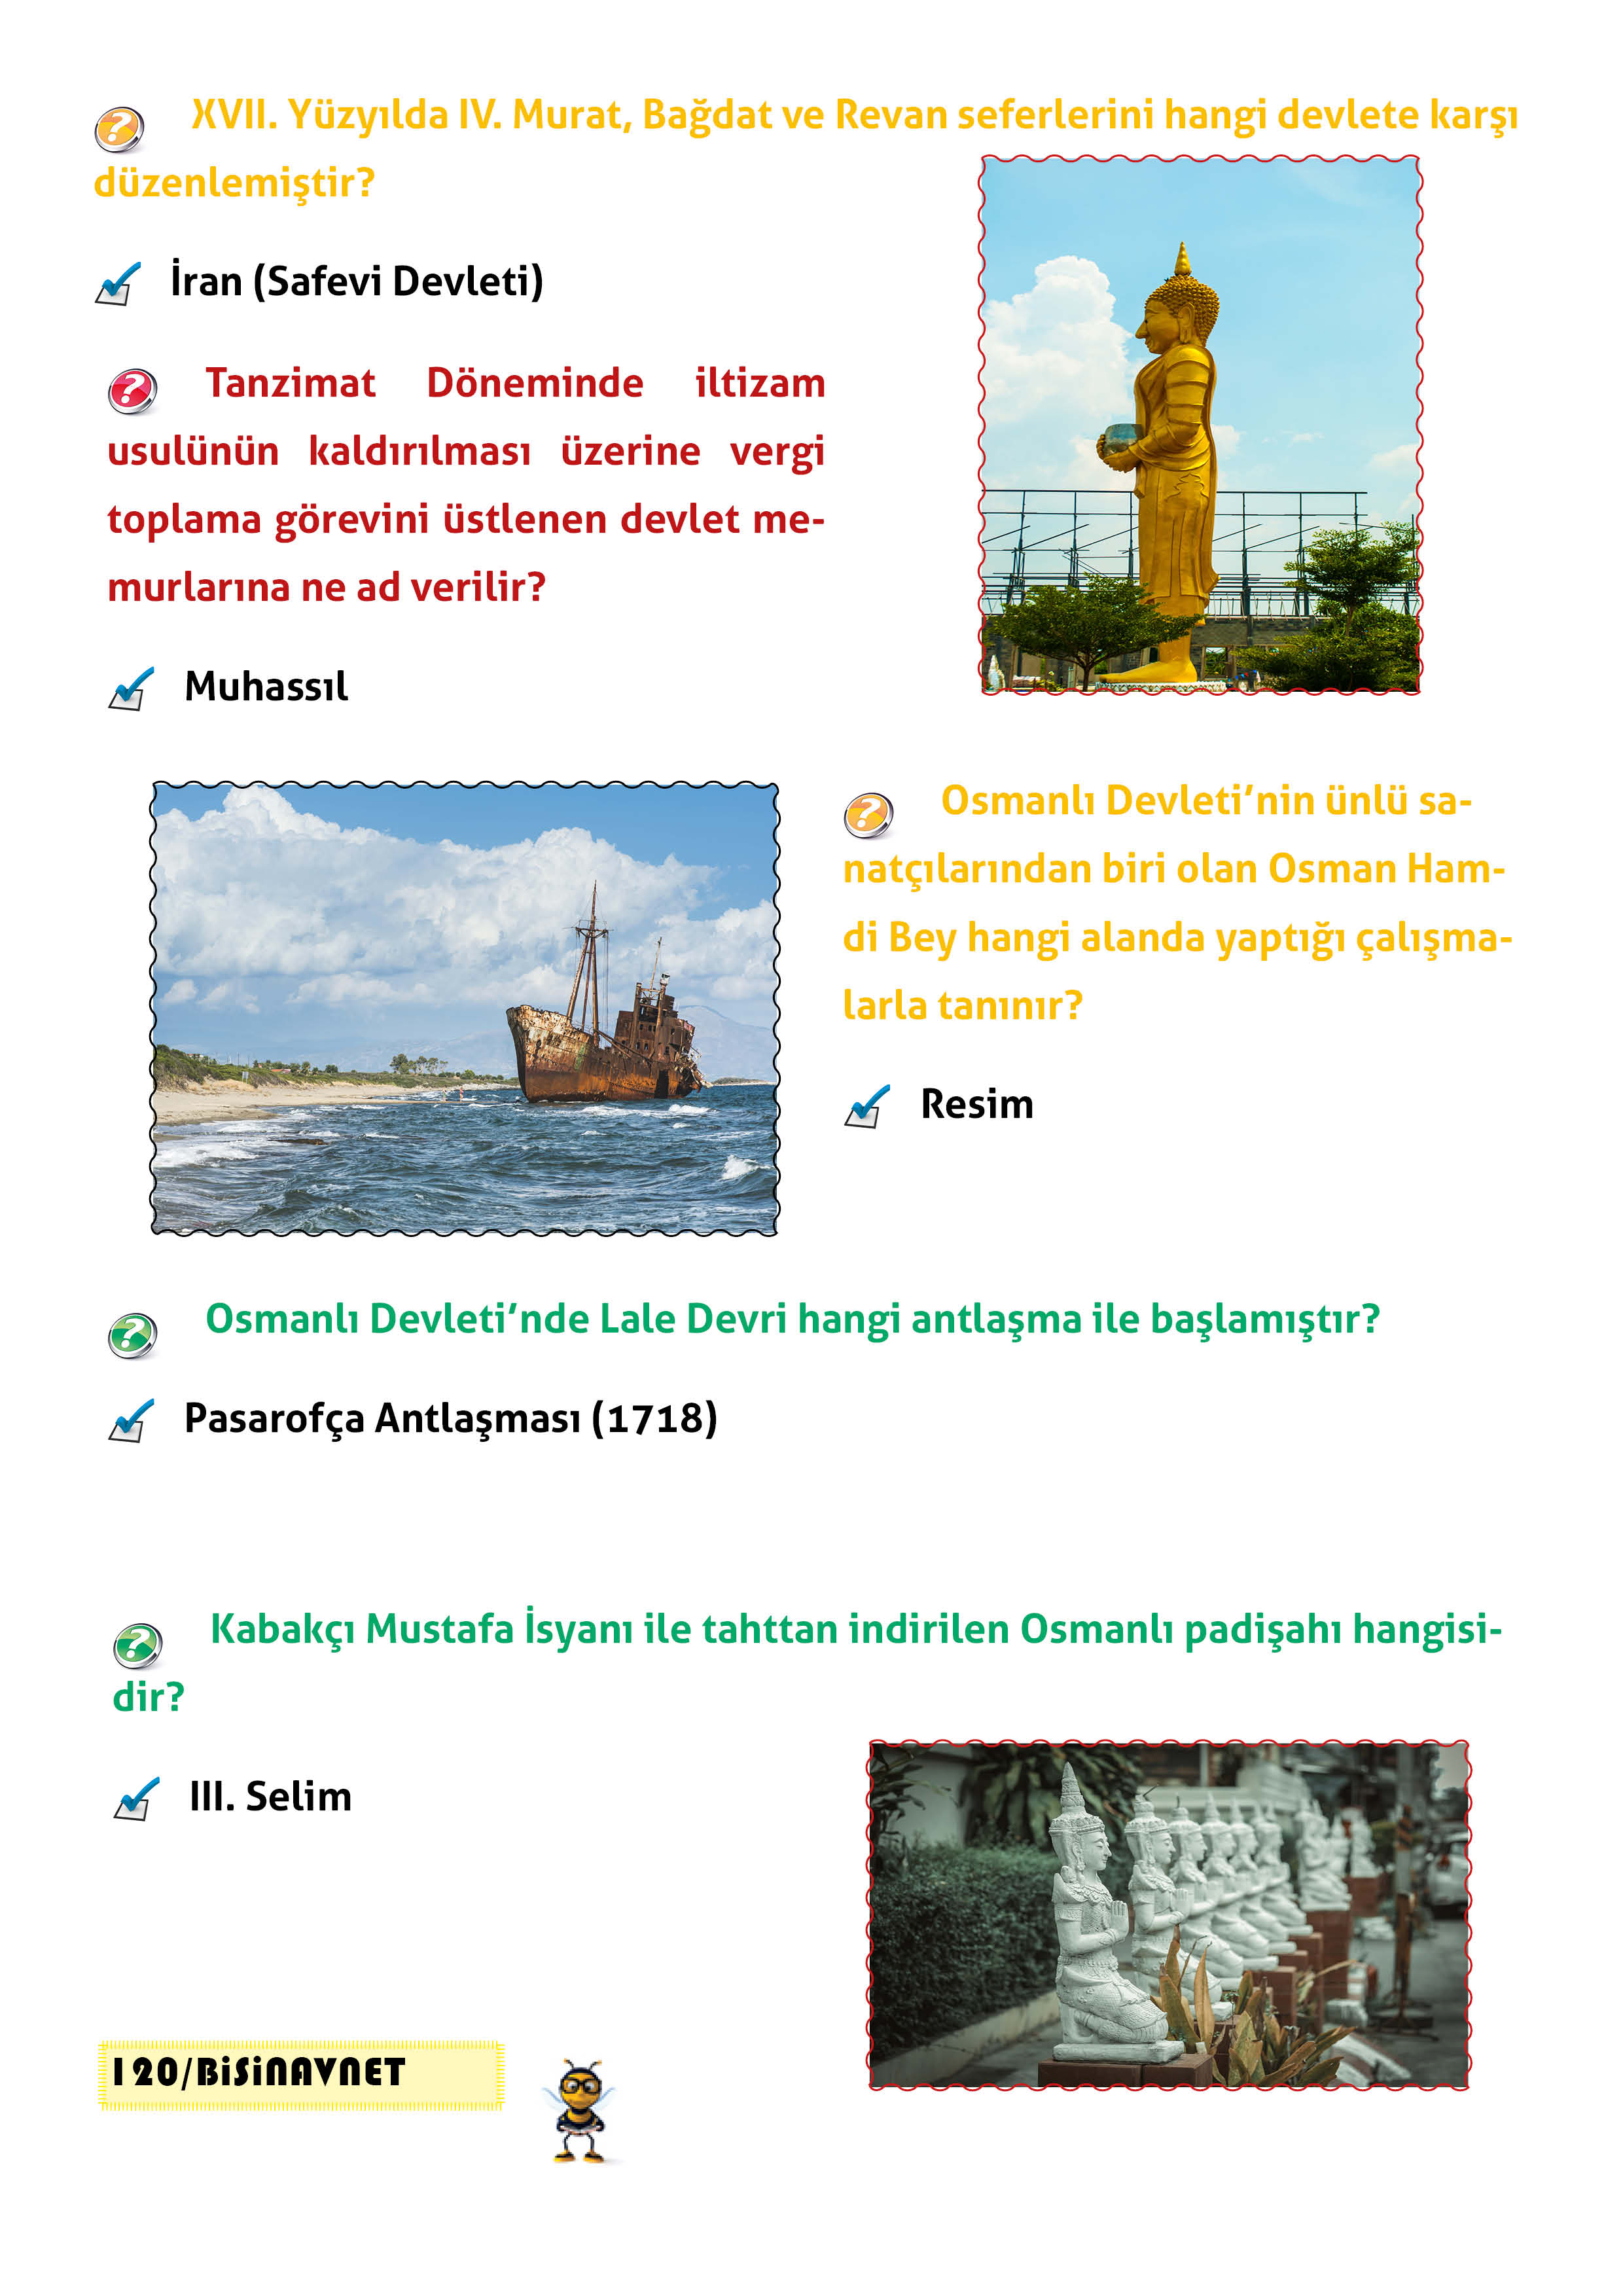 XVII. Yüzyılda IV. Murat, Bağdat ve Revan seferlerini hangi devlete karşı
düzenlemiştir?
İran (Safevi Devleti)
Tanzimat Döneminde iltizam
usulünün kaldırılması üzerine vergi
toplama görevini üstlenen devlet me-
murlarına ne ad verilir?
Muhassıl
Osmanlı Devleti’nin ünlü sa-
natçılarından biri olan Osman Ham-
di Bey hangi alanda yaptığı çalışma-
larla tanınır?
Resim
Osmanlı Devleti’nde Lale Devri hangi antlaşma ile başlamıştır?
Pasarofça Antlaşması (1718)
Kabakçı Mustafa İsyanı ile tahttan indirilen Osmanlı padişahı hangisi-
dir?
III. Selim
120/BiSiNAVNET